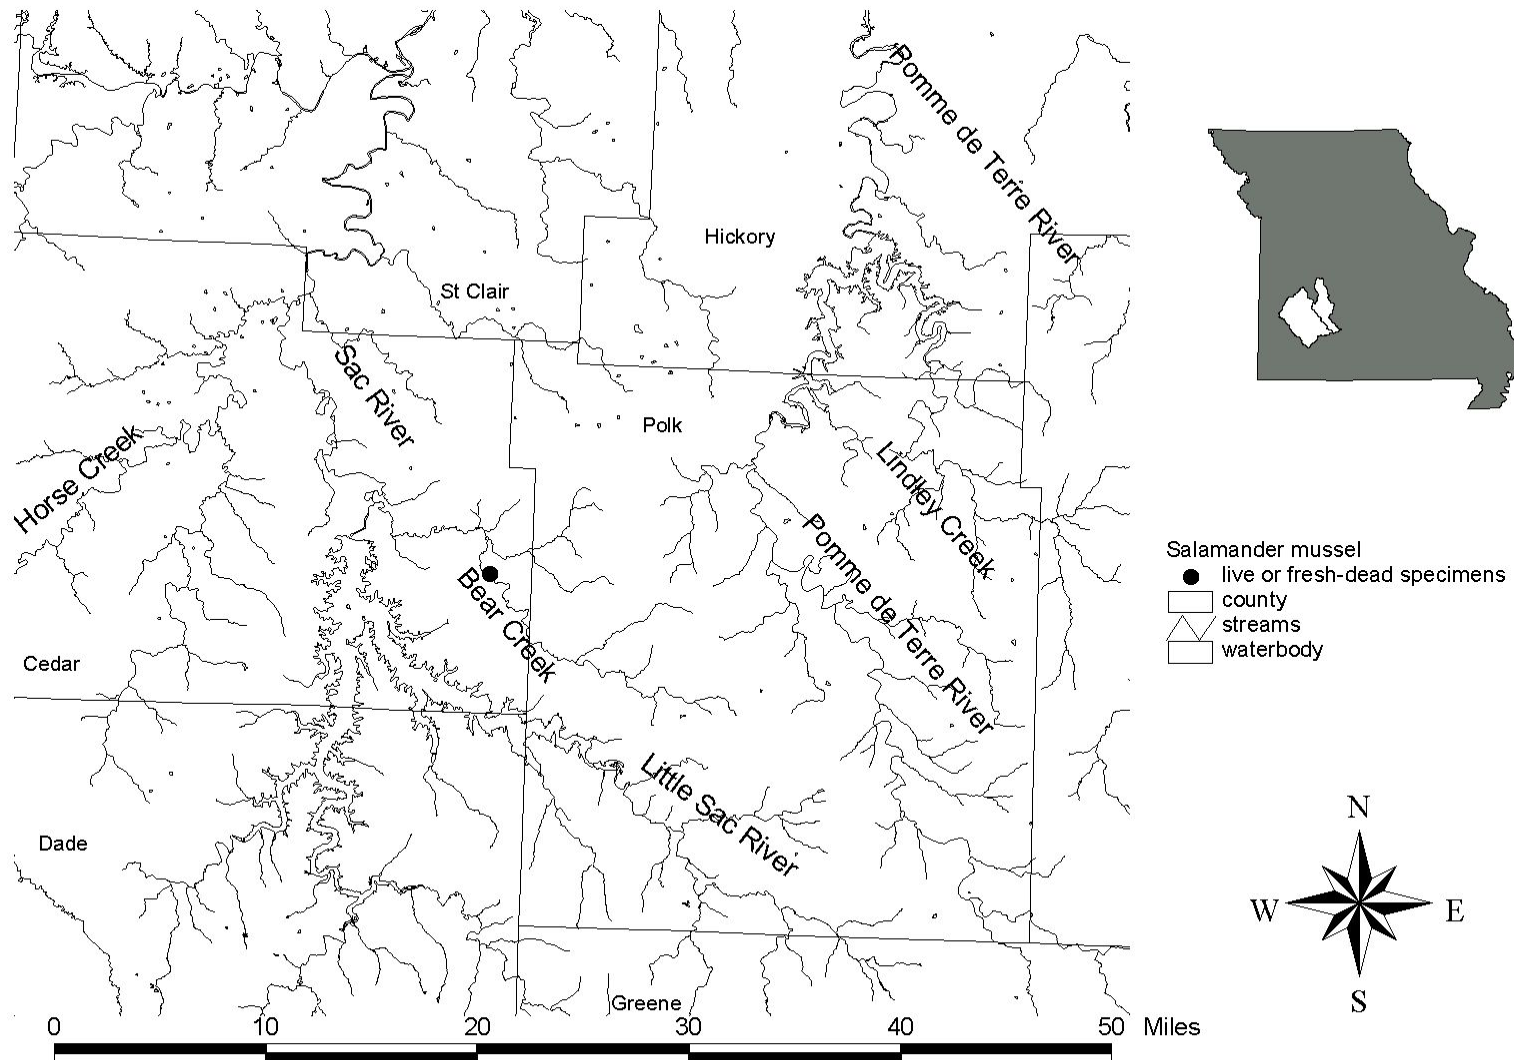 Pomme de Terre River
Hickory
St Clair
Sac River
Polk
Horse Creek
Lindley Creek
Pomme de Terre River
Bear Creek
Cedar
Little Sac River
Dade
Greene
0 10 20 30 40 50 Miles
Salamander mussel
live or fresh-dead specimens
county
streams
waterbody
N
W E
S